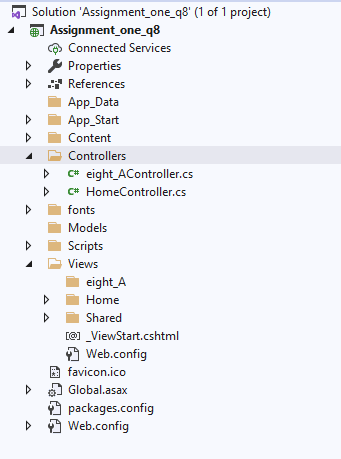 Solution 'Assignment_one_q8' (1 of 1 project)
Assignment_one_q8
Connected Services
Properties
References
App_Data
App_Start
Content
Controllers
C# eight_AController.cs
C# HomeController.cs
fonts
Models
Scripts
Views
eight_A
Home
Shared
[@] _ViewStart.cshtml
Web.config
favicon.ico
Global.asax
packages.config
Web.config